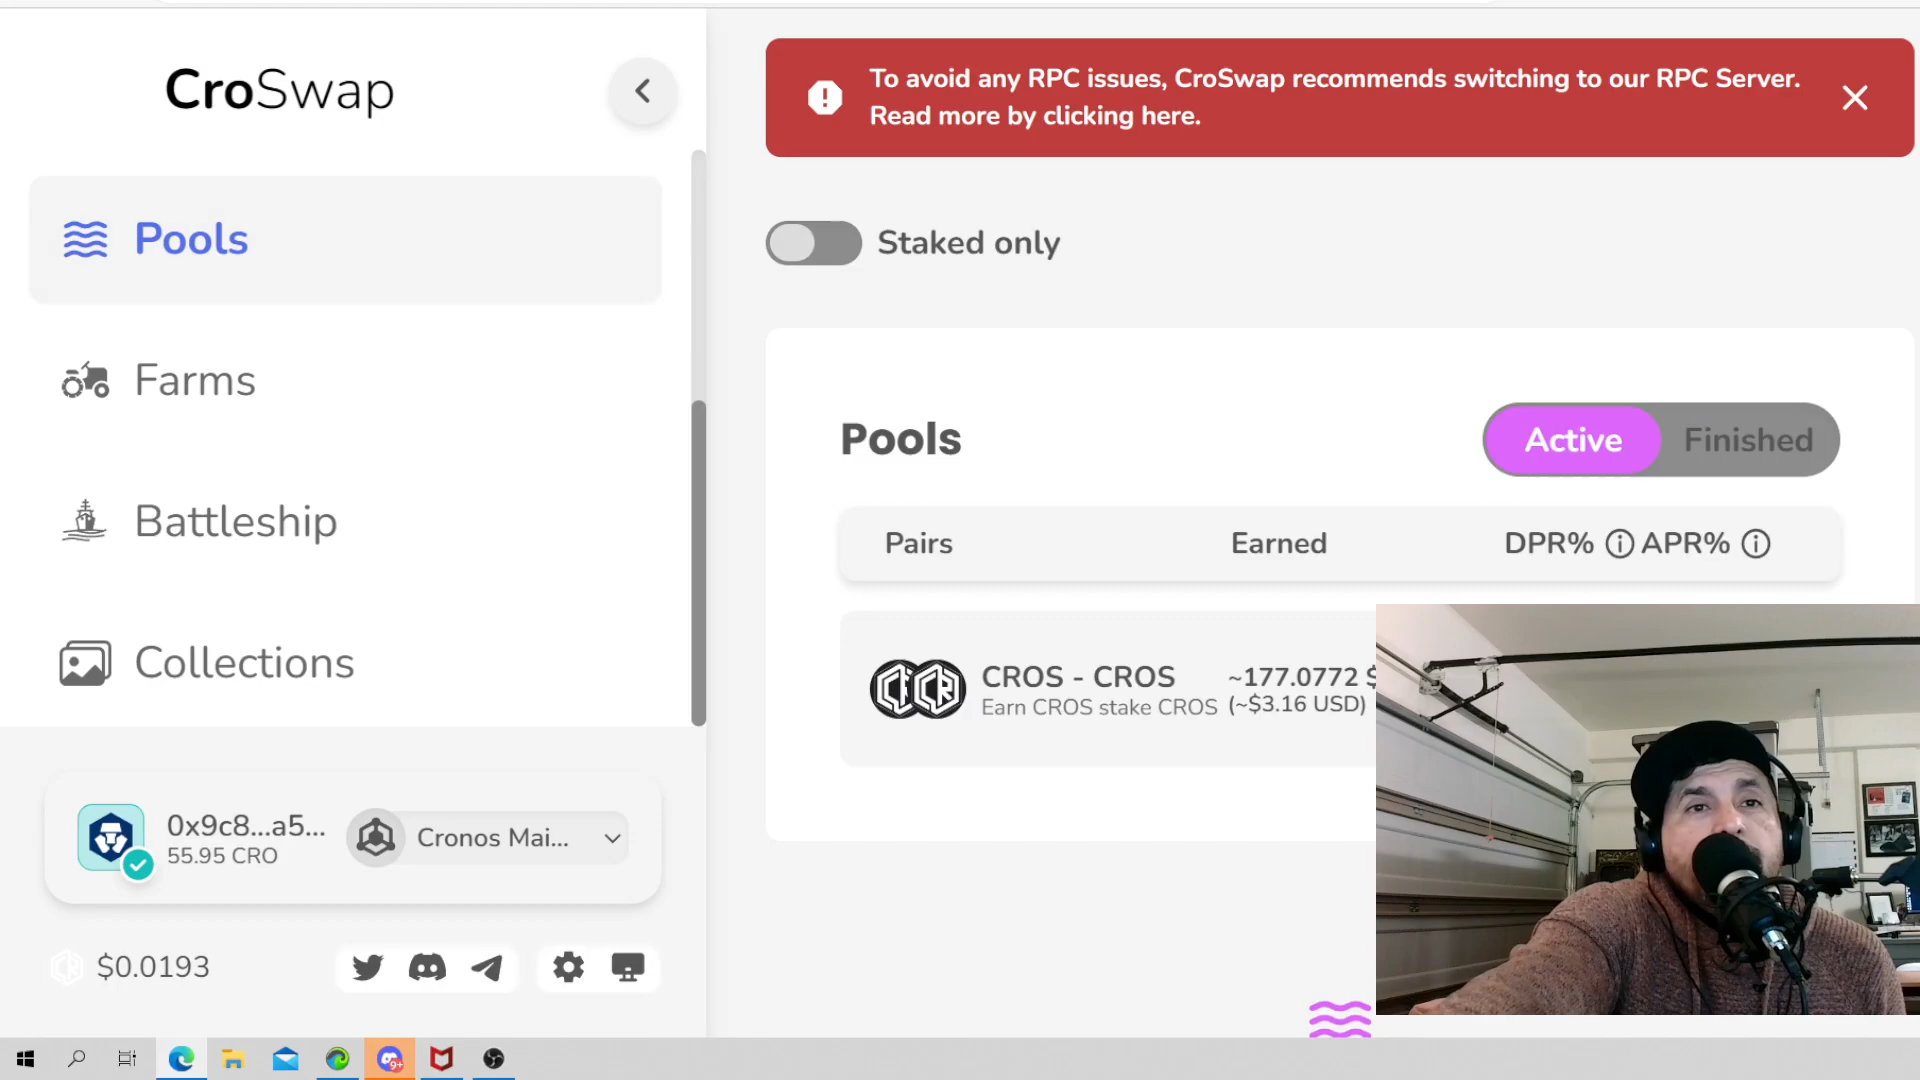 CroSwap
To avoid any RPC issues, CroSwap recommends switching to our RPC Server.
Read more by clicking here.
Pools
Farms
Battleship
Collections
Staked only
Pools
Active
Finished
Pairs
Earned
DPR%
APR%
CROS - CROS
~177.0772
Earn CROS stake CROS
(~$3.16 USD)
0x9c8...a5...
55.95 CRO
Cronos Mai...
$0.0193
9+